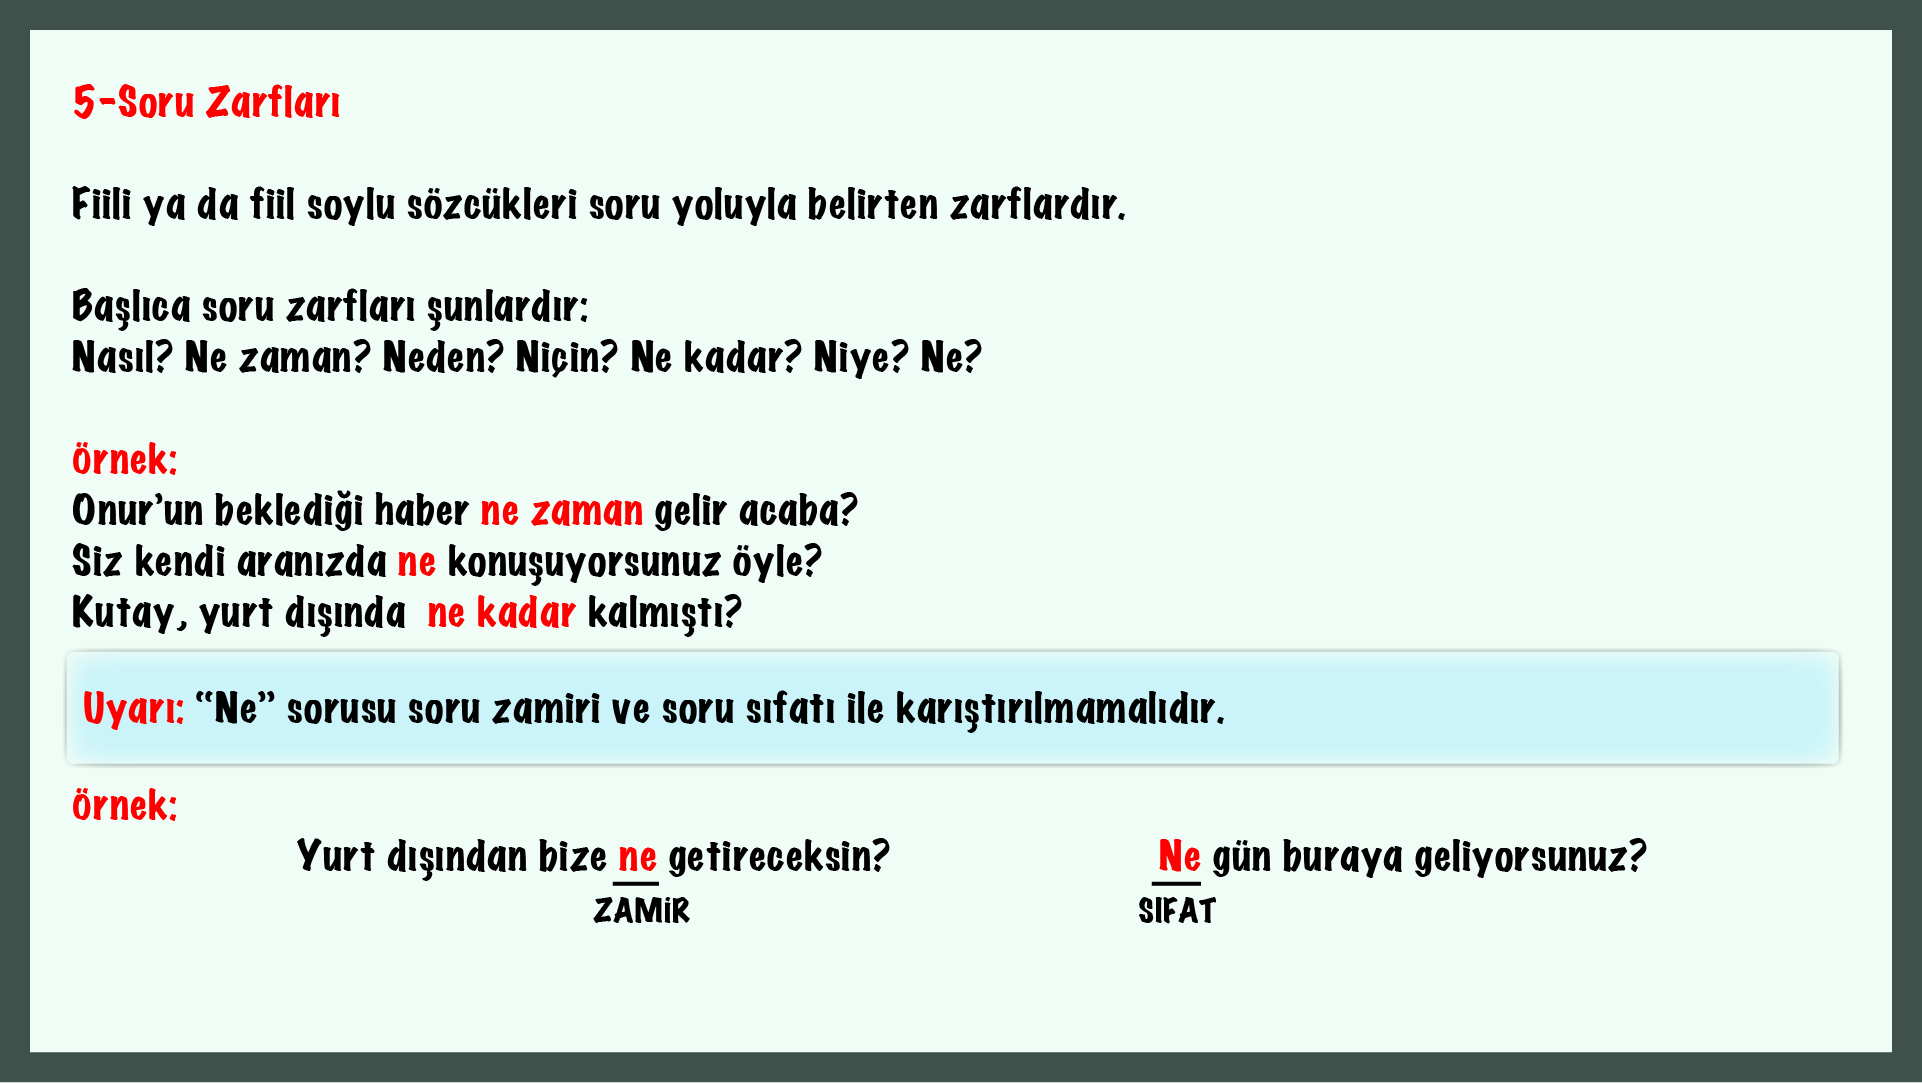 5-Soru Zarfları
Fiili ya da fiil soylu sözcükleri soru yoluyla belirten zarflardır.
Başlıca soru zarfları şunlardır:
Nasıl? Ne zaman? Neden? Niçin? Ne kadar? Niye? Ne?
örnek:
Onur’un beklediği haber ne zaman gelir acaba?
Siz kendi aranızda ne konuşuyorsunuz öyle?
Kutay, yurt dışında ne kadar kalmıştı?
Uyarı: “Ne” sorusu soru zamiri ve soru sıfatı ile karıştırılmamalıdır.
örnek:
Yurt dışından bize ne getireceksin? Ne gün buraya geliyorsunuz?
ZAMİR SIFAT